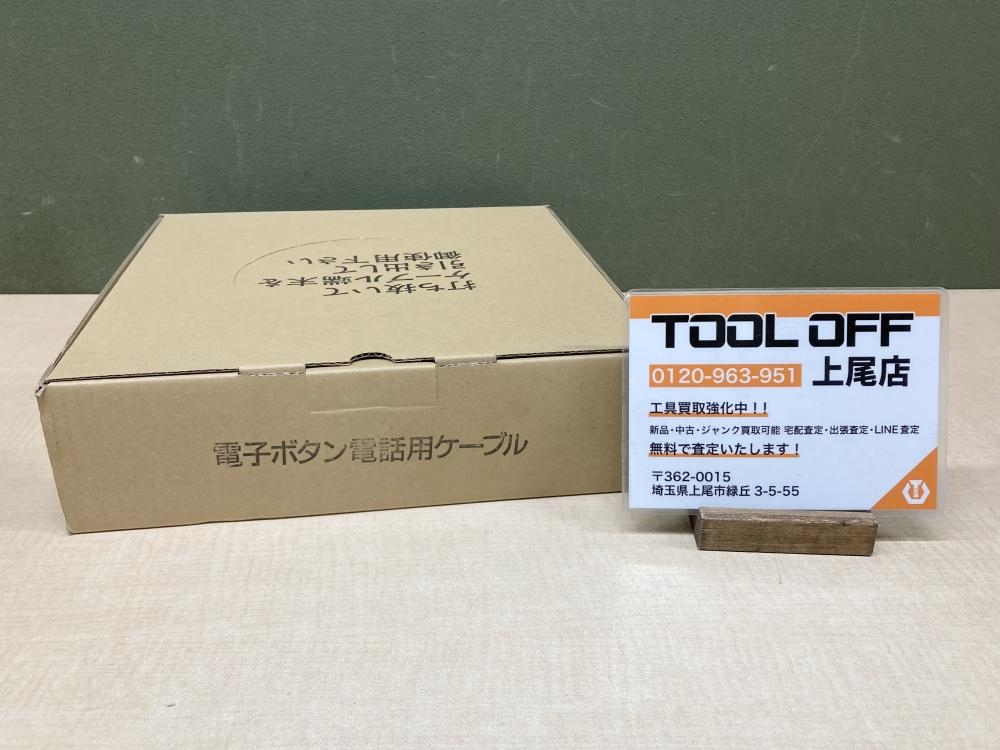 打ち抜いて
ケーブル端末を
引き出して
御使用下さい
電子ボタン電話用ケーブル
TOOL OFF
0120-963-951 上尾店
工具買取強化中！！
新品・中古・ジャンク買取可能 宅配査定・出張査定・LINE査定
無料で査定いたします！
〒362-0015
埼玉県上尾市緑丘 3-5-55